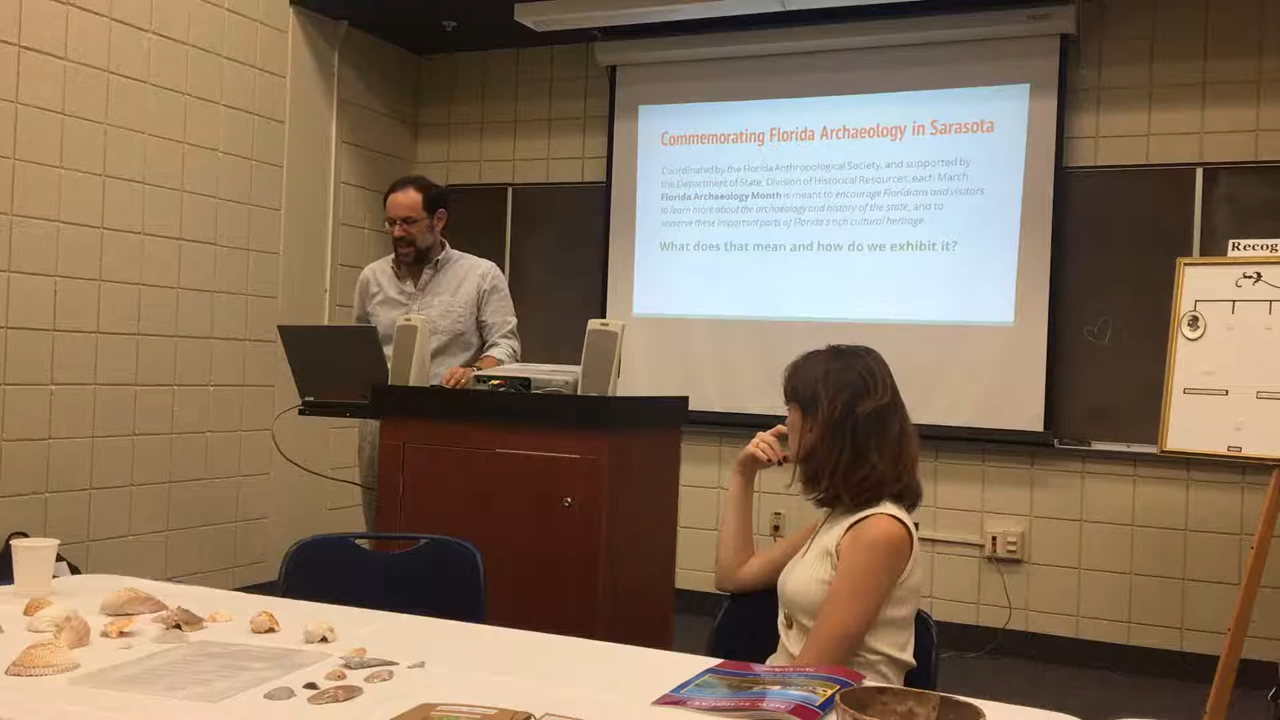 Commemorating Florida Archaeology in Sarasota
Coordinated by the Florida Anthropological Society, and supported by
the Department of State, Division of Historical Resources, each March
Florida Archaeology Month is meant to encourage Floridians and visitors
to learn more about the archaeology and history of the state, and to
preserve these important parts of Florida's rich cultural heritage.
What does that mean and how do we exhibit it?
Recog